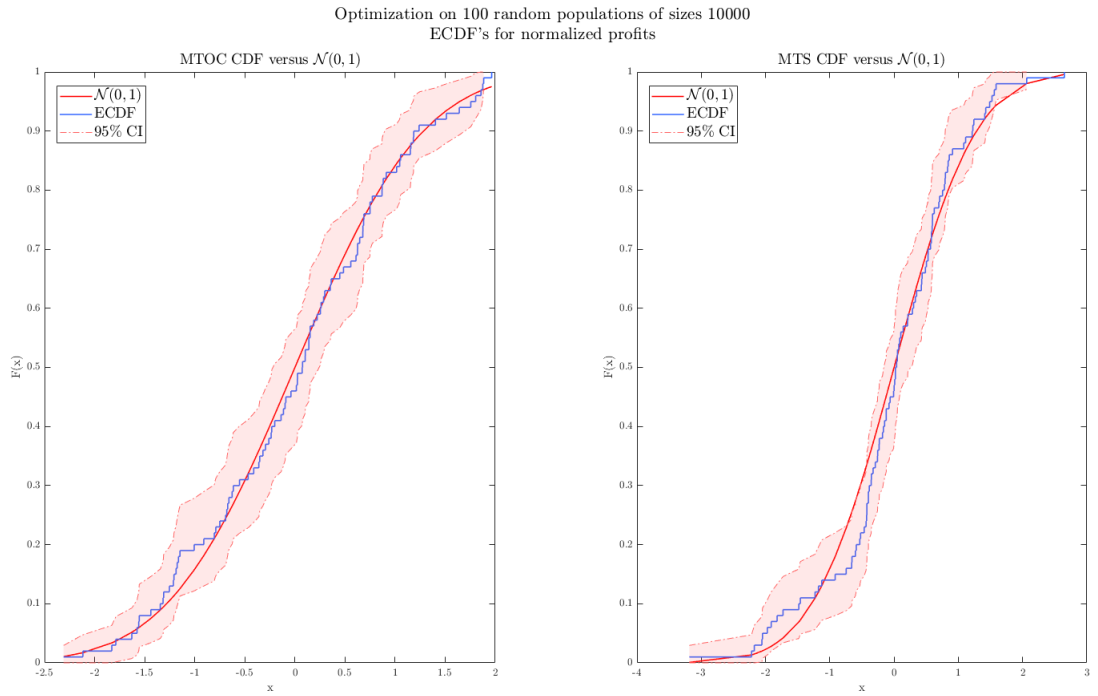 Optimization on 100 random populations of sizes 10000
ECDF's for normalized profits
MTOC CDF versus 𝒩(0, 1)
𝒩(0, 1)
ECDF
95% CI
F(x)
1
0.9
0.8
0.7
0.6
0.5
0.4
0.3
0.2
0.1
0
-2.5 -2 -1.5 -1 -0.5 0 0.5 1 1.5 2
x
MTS CDF versus 𝒩(0, 1)
𝒩(0, 1)
ECDF
95% CI
F(x)
1
0.9
0.8
0.7
0.6
0.5
0.4
0.3
0.2
0.1
0
-4 -3 -2 -1 0 1 2 3
x